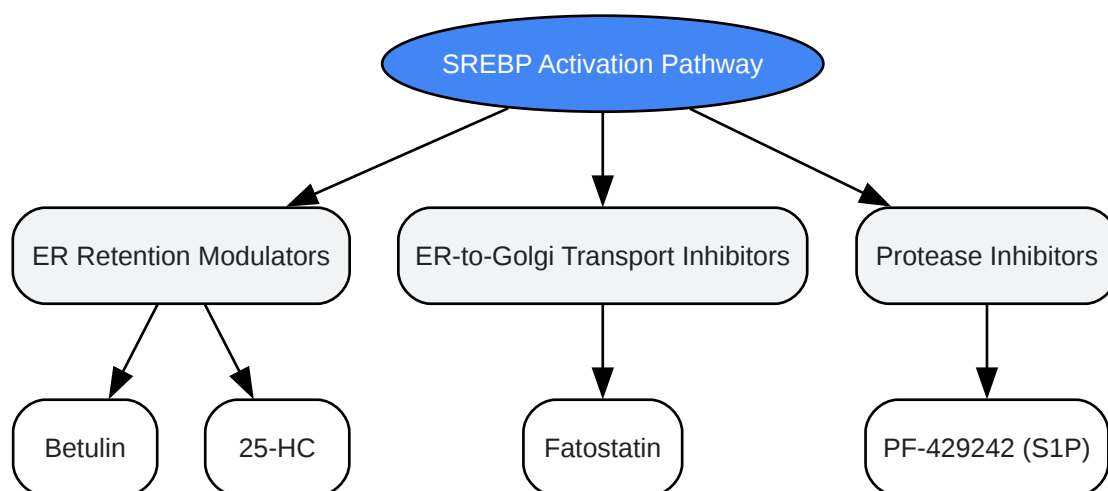 SREBP Activation Pathway
ER Retention Modulators
ER-to-Golgi Transport Inhibitors
Protease Inhibitors
Betulin
25-HC
Fatostatin
PF-429242 (S1P)